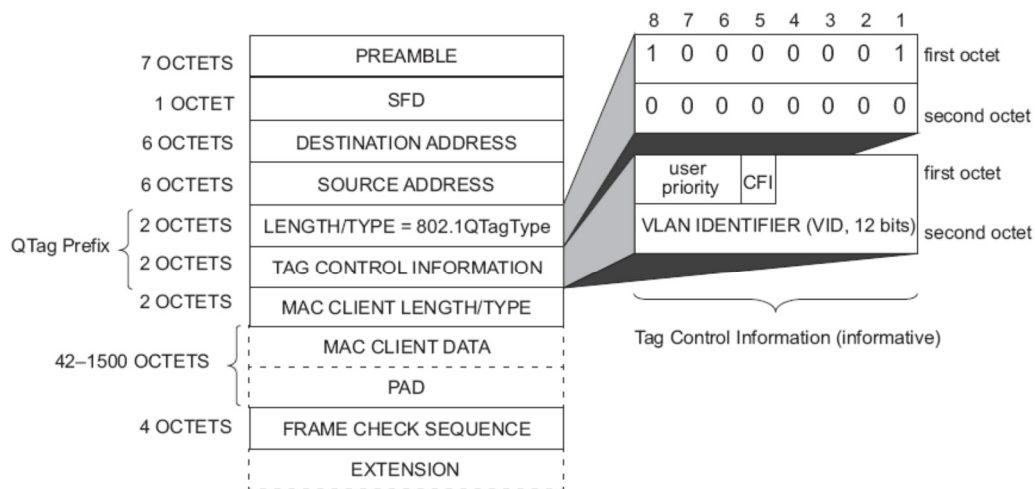 8 7 6 5 4 3 2 1
7 OCTETS PREAMBLE 1 0 0 0 0 0 0 1 first octet
1 OCTET SFD 0 0 0 0 0 0 0 0 second octet
6 OCTETS DESTINATION ADDRESS
6 OCTETS SOURCE ADDRESS user priority CFI first octet
2 OCTETS LENGTH/TYPE = 802.1QTagType VLAN IDENTIFIER (VID, 12 bits) second octet
QTag Prefix
2 OCTETS TAG CONTROL INFORMATION
2 OCTETS MAC CLIENT LENGTH/TYPE
Tag Control Information (informative)
MAC CLIENT DATA
42–1500 OCTETS
PAD
4 OCTETS FRAME CHECK SEQUENCE
EXTENSION